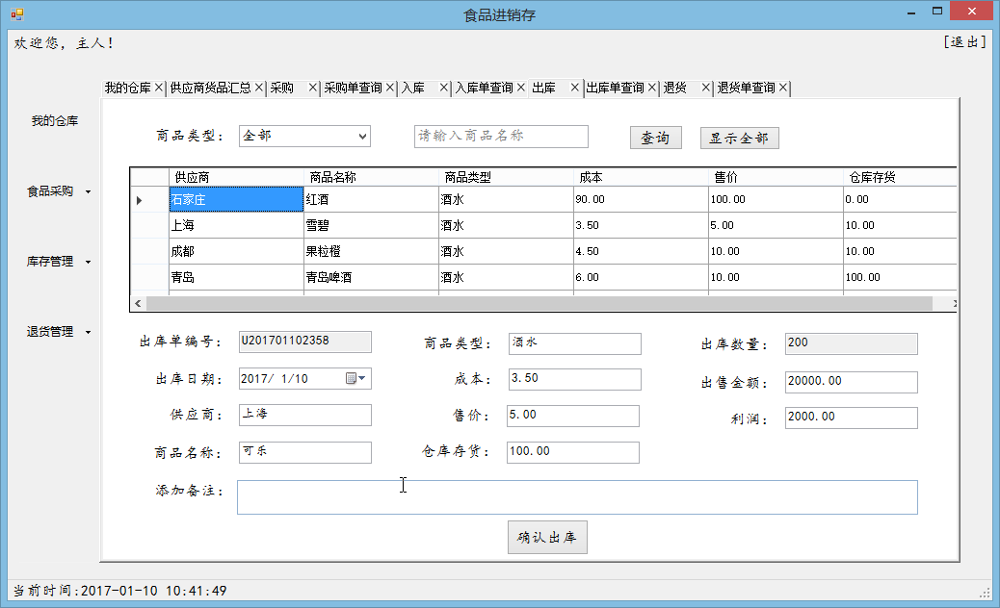 食品进销存
欢迎您，主人！ [退出]
我的仓库 供应商货品汇总 采购 采购单查询 入库 入库单查询 出库 出库单查询 退货 退货单查询
我的仓库
食品采购
库存管理
退货管理
商品类型： 全部 请输入商品名称 查询 显示全部
供应商 商品名称 商品类型 成本 售价 仓库存货
石家庄 红酒 酒水 90.00 100.00 0.00
上海 雪碧 酒水 3.50 5.00 10.00
成都 果粒橙 酒水 4.50 10.00 10.00
青岛 青岛啤酒 酒水 6.00 10.00 100.00
出库单编号： U201701102358 商品类型： 酒水 出库数量： 200
出库日期： 2017/ 1/10 成本： 3.50 出售金额： 20000.00
供应商： 上海 售价： 5.00 利润： 2000.00
商品名称： 可乐 仓库存货： 100.00
添加备注：
确认出库
当前时间:2017-01-10 10:41:49